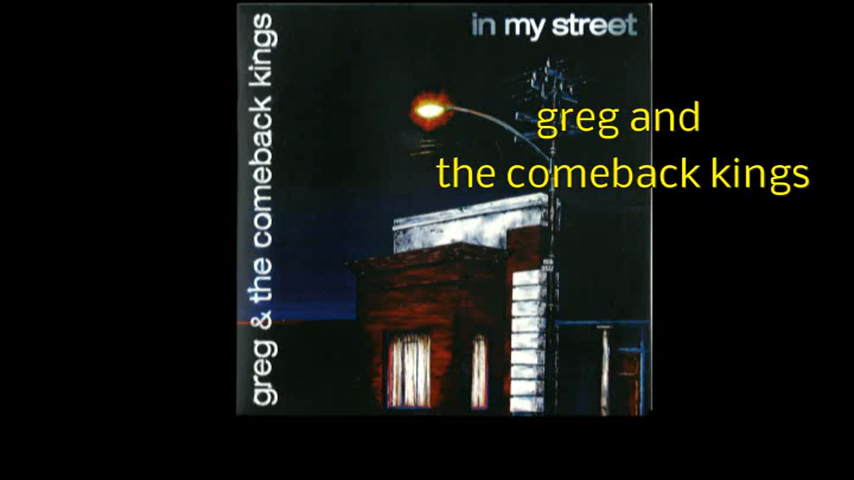 greg & the comeback kings
in my street
greg and
the comeback kings